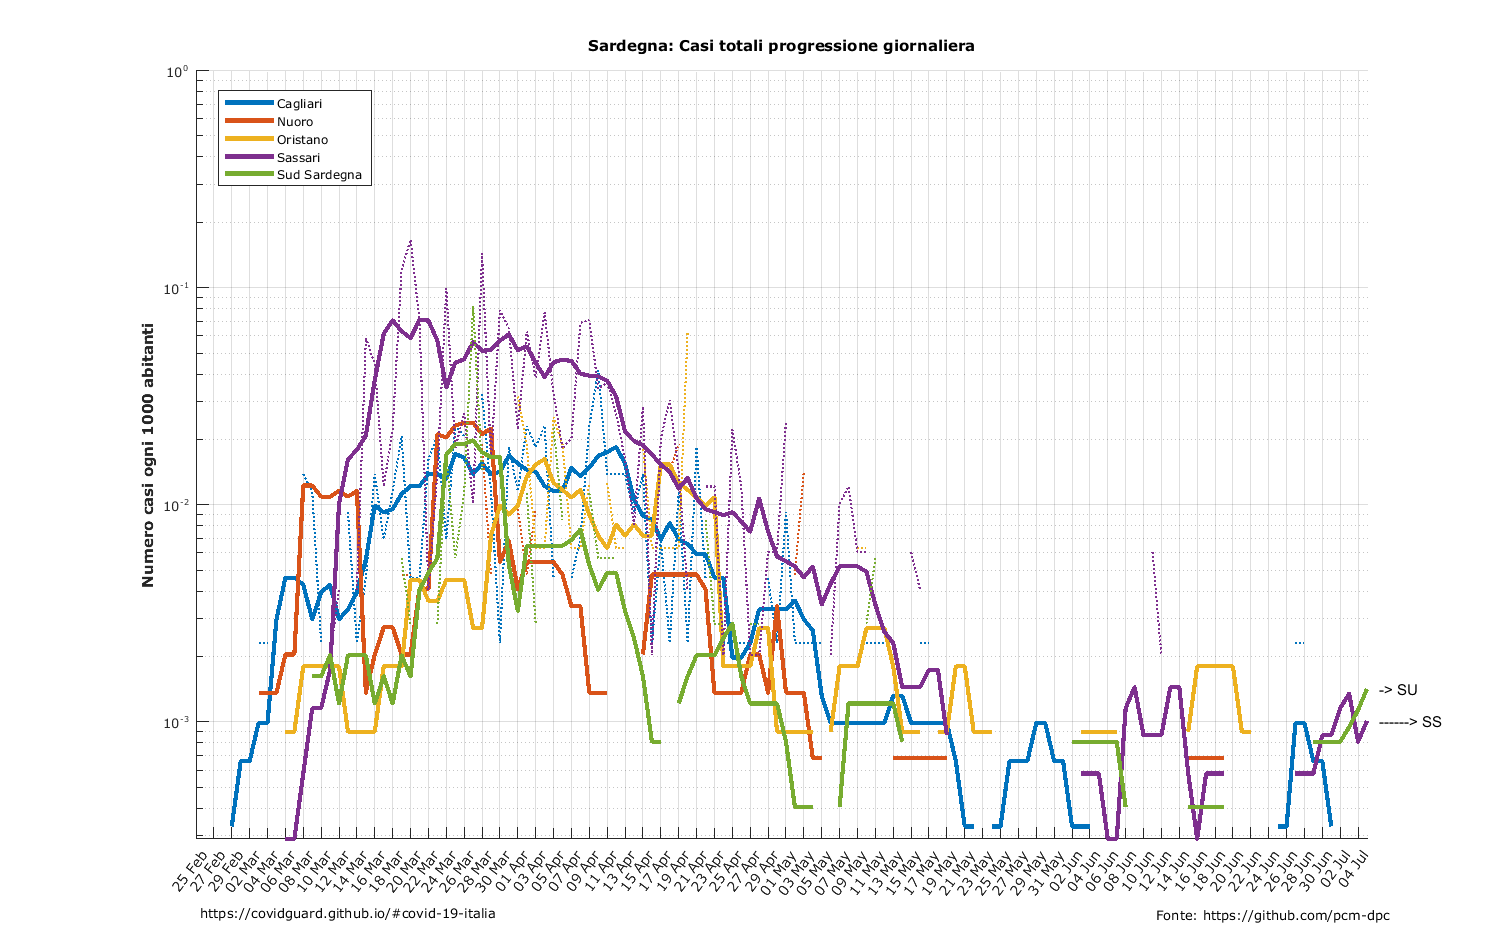 Sardegna: Casi totali progressione giornaliera
10^0
Cagliari
Nuoro
Oristano
Sassari
Sud Sardegna
10^-1
Numero casi ogni 1000 abitanti
10^-2
-> SU
10^-3
------> SS
25 Feb
27 Feb
29 Feb
02 Mar
04 Mar
06 Mar
08 Mar
10 Mar
12 Mar
14 Mar
16 Mar
18 Mar
20 Mar
22 Mar
24 Mar
26 Mar
28 Mar
30 Mar
01 Apr
03 Apr
05 Apr
07 Apr
09 Apr
11 Apr
13 Apr
15 Apr
17 Apr
19 Apr
21 Apr
23 Apr
25 Apr
27 Apr
29 Apr
01 May
03 May
05 May
07 May
09 May
11 May
13 May
15 May
17 May
19 May
21 May
23 May
25 May
27 May
29 May
31 May
02 Jun
04 Jun
06 Jun
08 Jun
10 Jun
12 Jun
14 Jun
16 Jun
18 Jun
20 Jun
22 Jun
24 Jun
26 Jun
28 Jun
30 Jun
02 Jul
04 Jul
https://covidguard.github.io/#covid-19-italia
Fonte: https://github.com/pcm-dpc